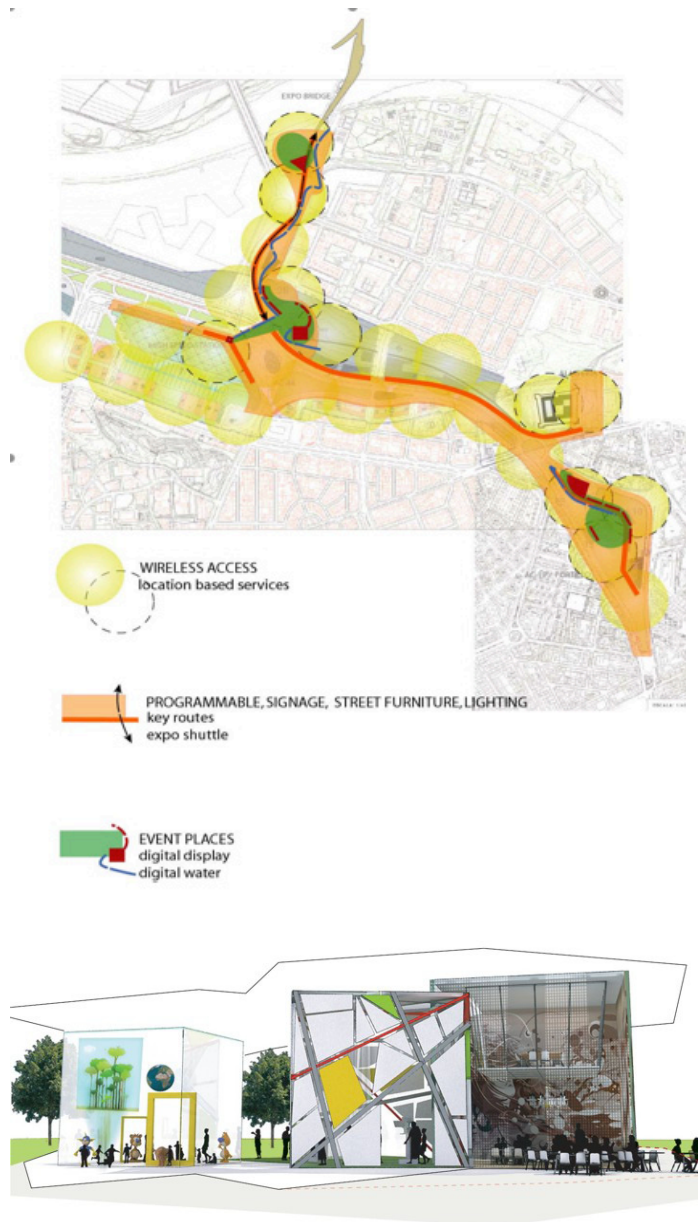 EXPO BRIDGE
WIRELESS ACCESS
location based services
PROGRAMMABLE, SIGNAGE, STREET FURNITURE, LIGHTING
key routes
expo shuttle
EVENT PLACES
digital display
digital water